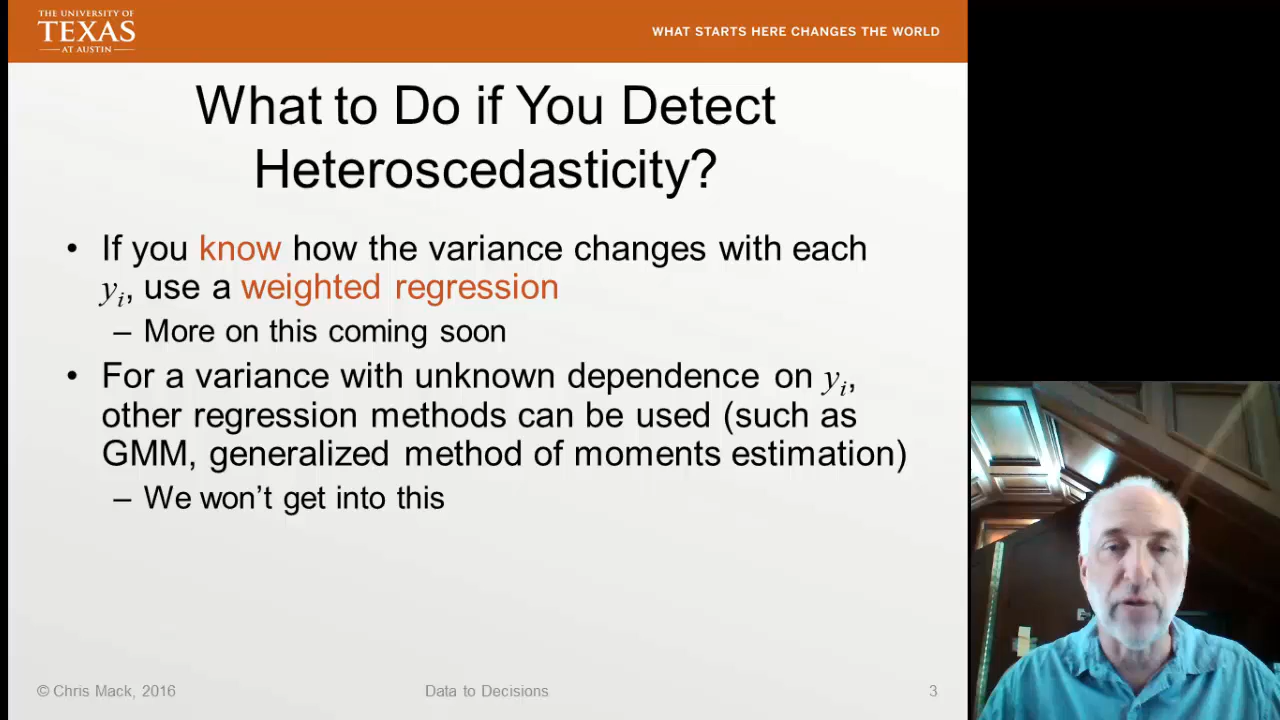 THE UNIVERSITY OF
TEXAS
AT AUSTIN
WHAT STARTS HERE CHANGES THE WORLD
What to Do if You Detect
Heteroscedasticity?
• If you know how the variance changes with each
yi, use a weighted regression
– More on this coming soon
• For a variance with unknown dependence on yi,
other regression methods can be used (such as
GMM, generalized method of moments estimation)
– We won’t get into this
© Chris Mack, 2016
Data to Decisions
3